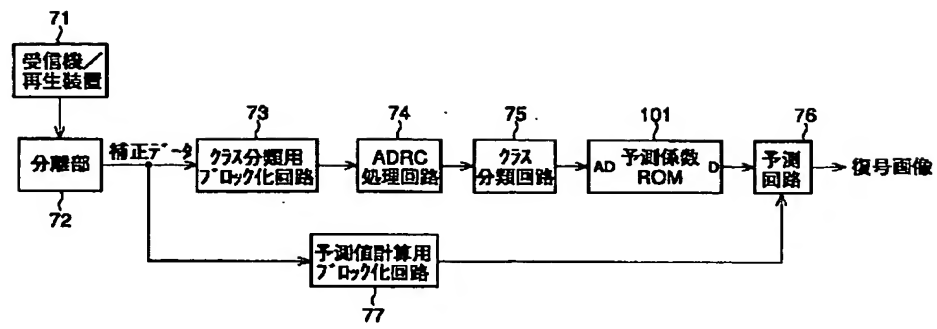 71
受信機／
再生装置
分離部
72
補正データ
73
クラス分類用
ブロック化回路
74
ADRC
処理回路
75
クラス
分類回路
101
AD 予測係数 D
ROM
76
予測
回路
復号画像
予測値計算用
ブロック化回路
77